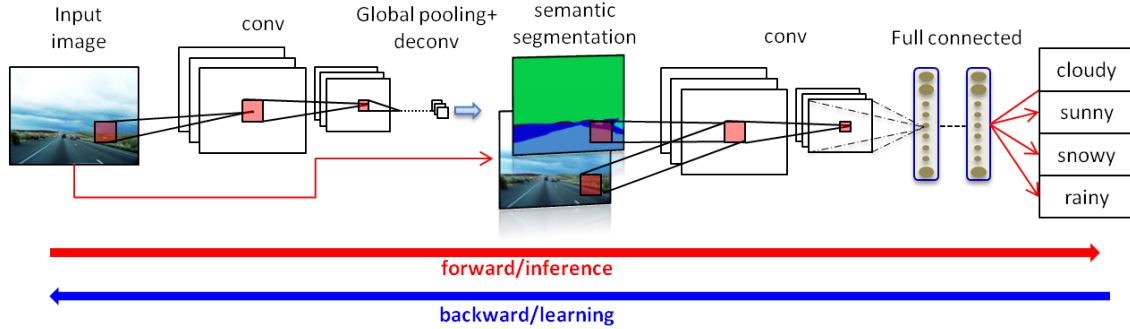 Input
image
conv
Global pooling+
deconv
semantic
segmentation
conv
Full connected
cloudy
sunny
snowy
rainy
forward/inference
backward/learning